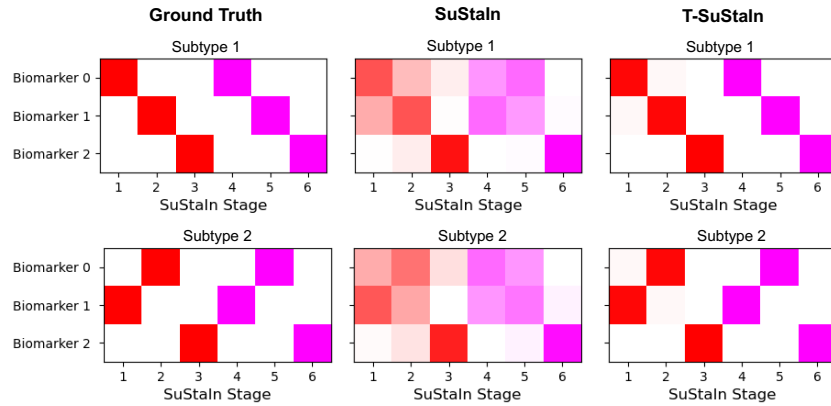 Ground Truth SuStaIn T-SuStaIn
Subtype 1 Subtype 1 Subtype 1
Biomarker 0
Biomarker 1
Biomarker 2
1 2 3 4 5 6 1 2 3 4 5 6 1 2 3 4 5 6
SuStaIn Stage SuStaIn Stage SuStaIn Stage
Subtype 2 Subtype 2 Subtype 2
Biomarker 0
Biomarker 1
Biomarker 2
1 2 3 4 5 6 1 2 3 4 5 6 1 2 3 4 5 6
SuStaIn Stage SuStaIn Stage SuStaIn Stage